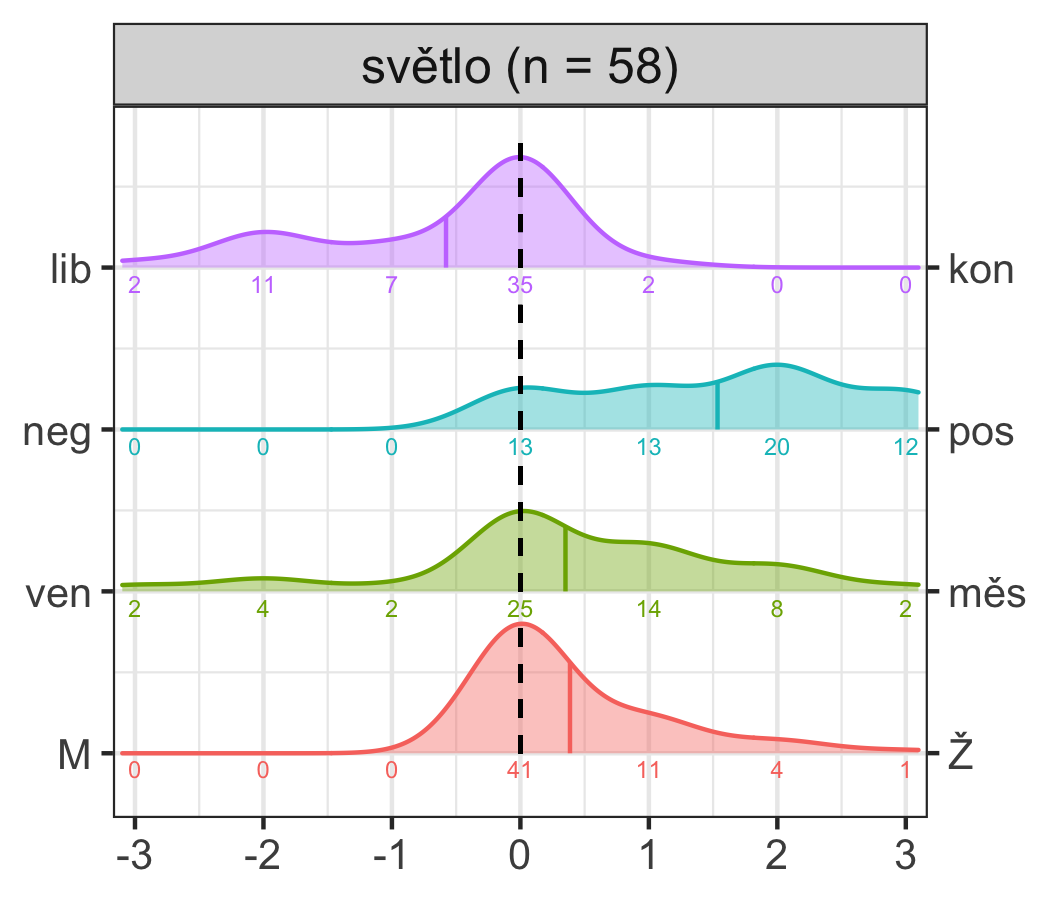 světlo (n = 58)
lib kon
2 11 7 35 2 0 0
neg pos
0 0 0 13 13 20 12
ven měs
2 4 2 25 14 8 2
M Ž
0 0 0 41 11 4 1
-3 -2 -1 0 1 2 3